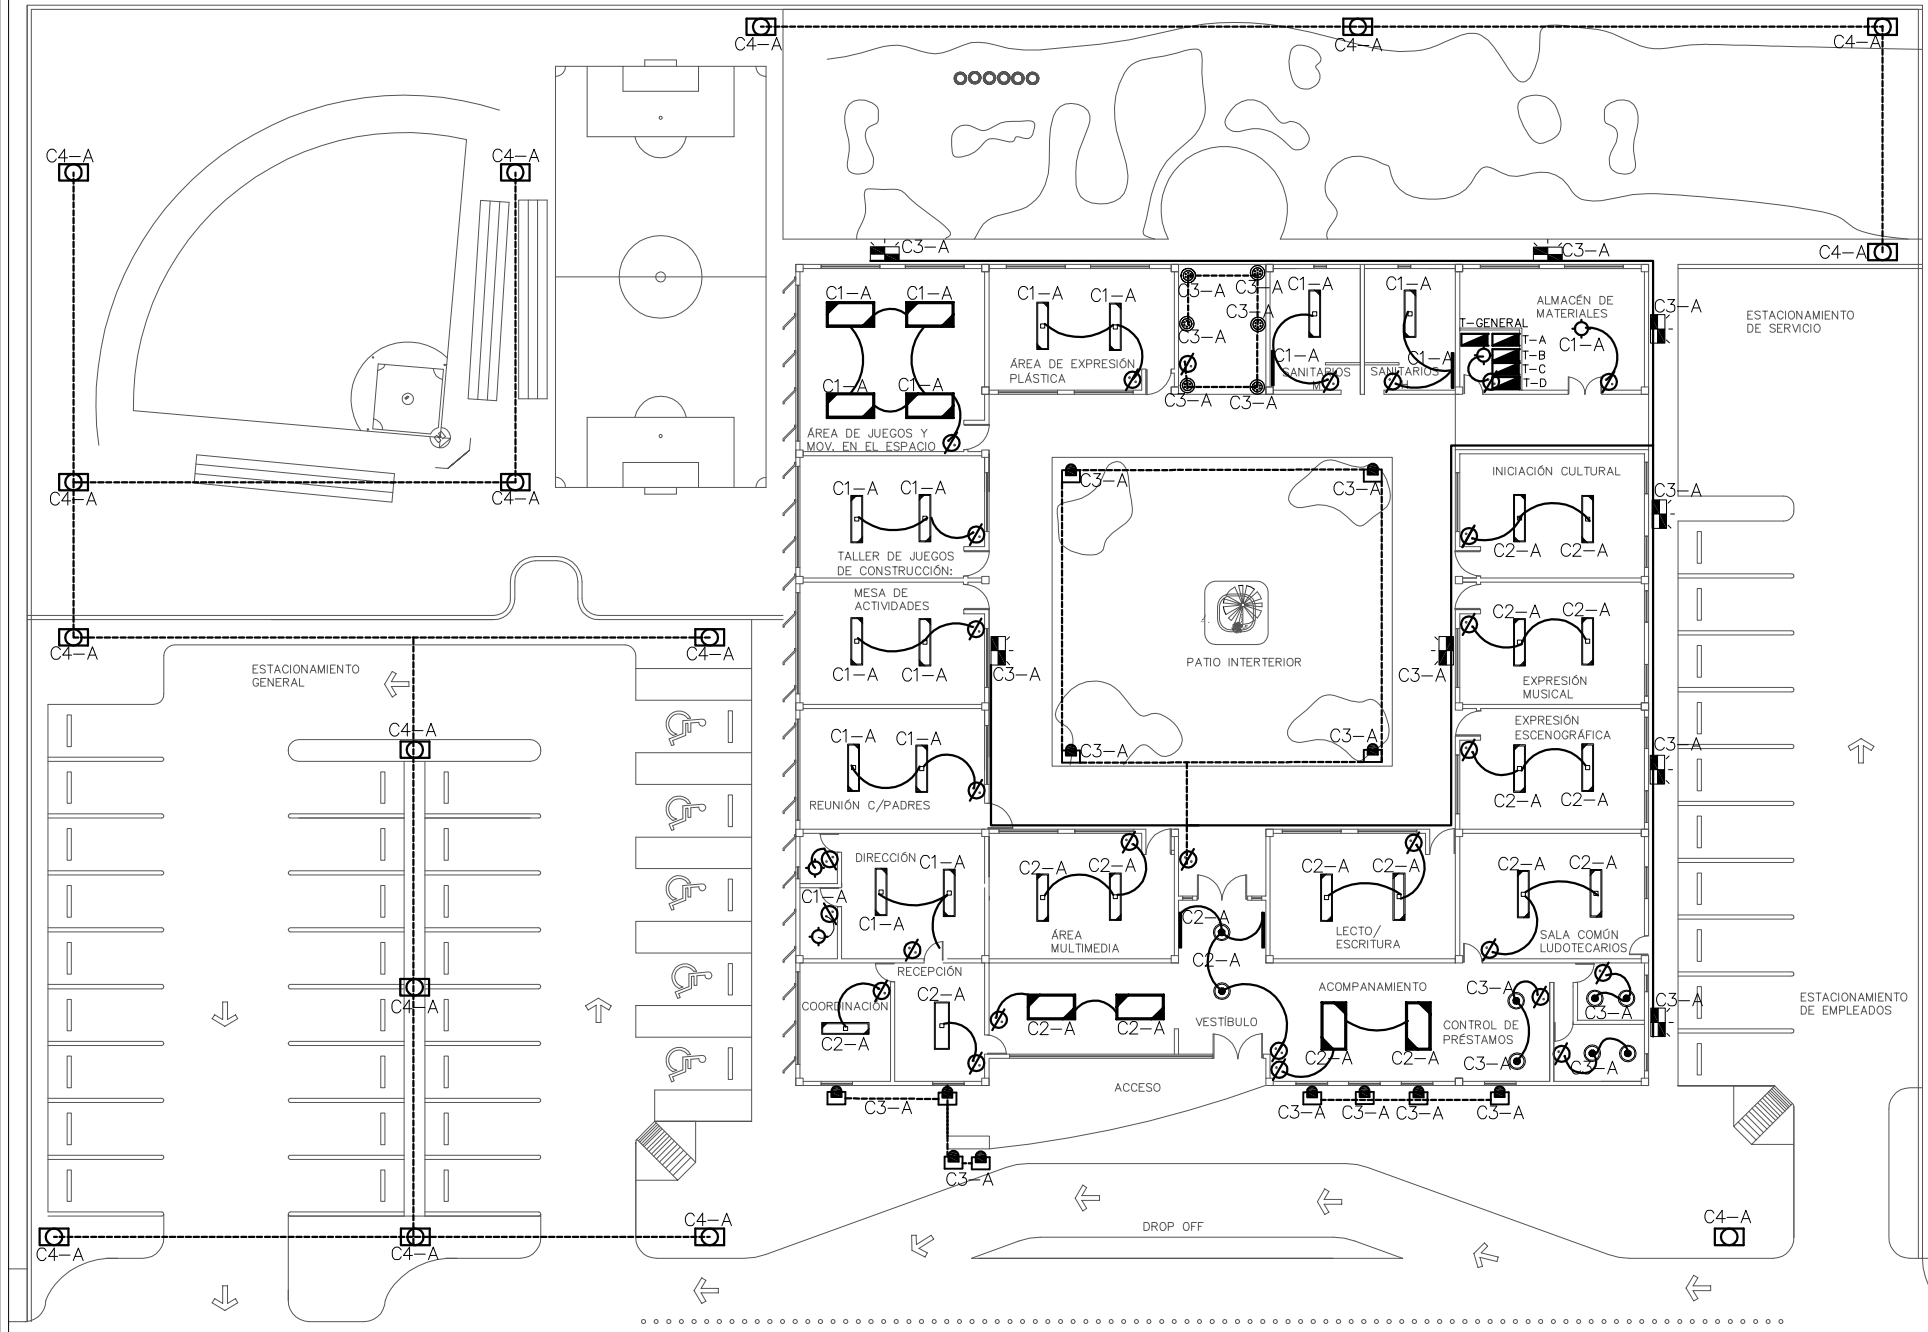 C4-A
C4-A
C4-A
C4-A
C4-A
C3-A
C3-A
C4-A
C1-A
C1-A
C1-A
C1-A
C3-A
C3-A
C1-A
C1-A
ALMACÉN DE
MATERIALES
C3-A
ESTACIONAMIENTO
DE SERVICIO
C3-A
C3-A
T-GENERAL
T-A
C1-A
T-B
C1-A
C1-A
T-C
T-D
ÁREA DE EXPRESIÓN
PLÁSTICA
SANITARIOS
M
SANITARIOS
H
C1-A
C1-A
C3-A
C3-A
ÁREA DE JUEGOS Y
MOV. EN EL ESPACIO
C4-A
C4-A
C1-A
C1-A
C3-A
C3-A
INICIACIÓN CULTURAL
C3-A
TALLER DE JUEGOS
DE CONSTRUCCIÓN:
C2-A
C2-A
MESA DE
ACTIVIDADES
C2-A
C2-A
C4-A
C4-A
ESTACIONAMIENTO
GENERAL
C1-A
C1-A
C3-A
PATIO INTERTERIOR
C3-A
EXPRESIÓN
MUSICAL
C4-A
C1-A
C1-A
C3-A
C3-A
EXPRESIÓN
ESCENOGRÁFICA
C3-A
REUNIÓN C/PADRES
C2-A
C2-A
DIRECCIÓN
C1-A
C2-A
C2-A
C2-A
C2-A
C2-A
C2-A
C1-A
C1-A
C2-A
ÁREA
MULTIMEDIA
LECTO/
ESCRITURA
SALA COMÚN
LUDOTECARIOS
C2-A
RECEPCIÓN
C4-A
COORDINACIÓN
C2-A
ACOMPANAMIENTO
C3-A
C3-A
C3-A
ESTACIONAMIENTO
DE EMPLEADOS
C2-A
C2-A
C2-A
VESTÍBULO
CONTROL DE
PRÉSTAMOS
C2-A
C2-A
C3-A
C3-A
ACCESO
C3-A
C3-A
C3-A
C3-A
C3-A
C3-A
C4-A
C4-A
C4-A
DROP OFF
C4-A